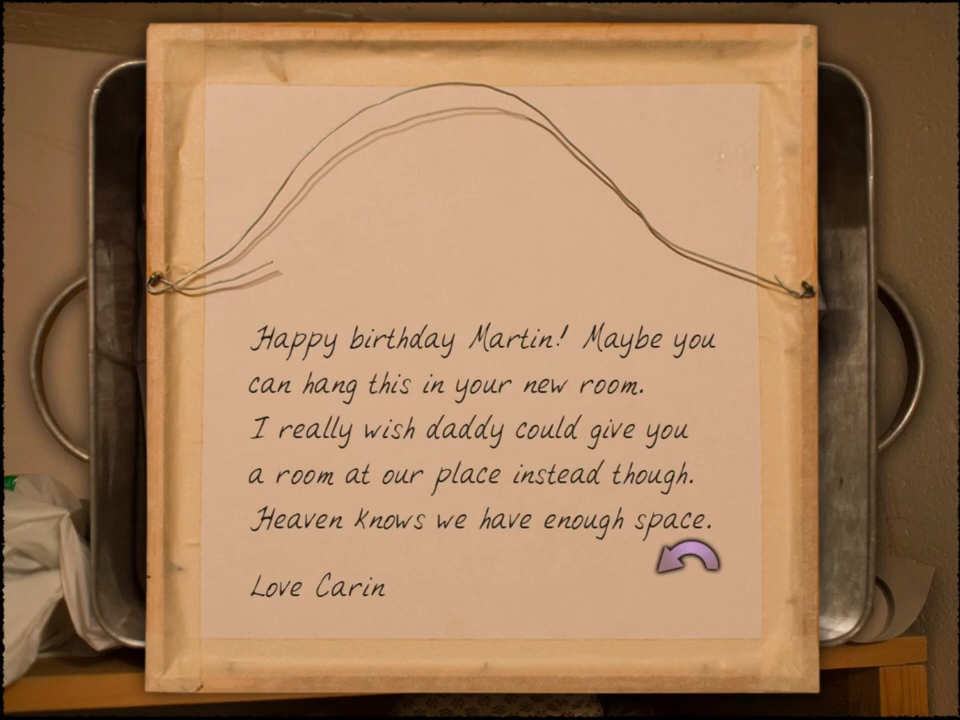 Happy birthday Martin! Maybe you
can hang this in your new room.
I really wish daddy could give you
a room at our place instead though.
Heaven knows we have enough space.
Love Carin